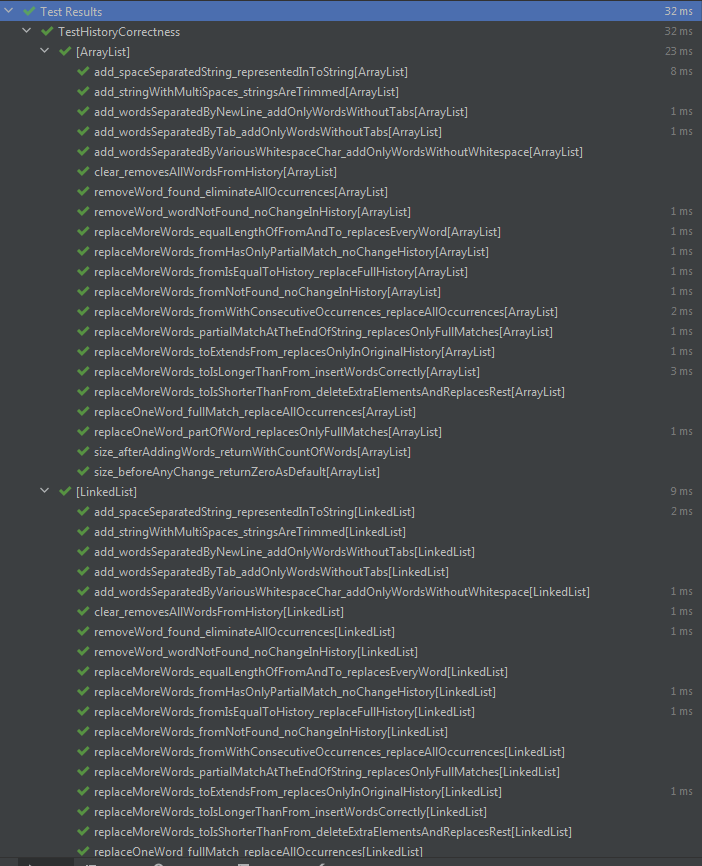 Test Results 32 ms
TestHistoryCorrectness 32 ms
[ArrayList] 23 ms
add_spaceSeparatedString_representedInToString[ArrayList] 8 ms
add_stringWithMultiSpaces_stringsAreTrimmed[ArrayList]
add_wordsSeparatedByNewLine_addOnlyWordsWithoutTabs[ArrayList] 1 ms
add_wordsSeparatedByTab_addOnlyWordsWithoutTabs[ArrayList] 1 ms
add_wordsSeparatedByVariousWhitespaceChar_addOnlyWordsWithoutWhitespace[ArrayList]
clear_removesAllWordsFromHistory[ArrayList]
removeWord_found_eliminateAllOccurrences[ArrayList]
removeWord_wordNotFound_noChangeInHistory[ArrayList] 1 ms
replaceMoreWords_equalLengthOfFromAndTo_replacesEveryWord[ArrayList] 1 ms
replaceMoreWords_fromHasOnlyPartialMatch_noChangeHistory[ArrayList] 1 ms
replaceMoreWords_fromIsEqualToHistory_replaceFullHistory[ArrayList] 1 ms
replaceMoreWords_fromNotFound_noChangeInHistory[ArrayList] 1 ms
replaceMoreWords_fromWithConsecutiveOccurrences_replaceAllOccurrences[ArrayList] 2 ms
replaceMoreWords_partialMatchAtTheEndOfString_replacesOnlyFullMatches[ArrayList] 1 ms
replaceMoreWords_toExtendsFrom_replacesOnlyInOriginalHistory[ArrayList] 1 ms
replaceMoreWords_toIsLongerThanFrom_insertWordsCorrectly[ArrayList] 3 ms
replaceMoreWords_toIsShorterThanFrom_deleteExtraElementsAndReplacesRest[ArrayList]
replaceOneWord_fullMatch_replaceAllOccurrences[ArrayList]
replaceOneWord_partOfWord_replacesOnlyFullMatches[ArrayList] 1 ms
size_afterAddingWords_returnWithCountOfWords[ArrayList]
size_beforeAnyChange_returnZeroAsDefault[ArrayList]
[LinkedList] 9 ms
add_spaceSeparatedString_representedInToString[LinkedList] 2 ms
add_stringWithMultiSpaces_stringsAreTrimmed[LinkedList]
add_wordsSeparatedByNewLine_addOnlyWordsWithoutTabs[LinkedList]
add_wordsSeparatedByTab_addOnlyWordsWithoutTabs[LinkedList]
add_wordsSeparatedByVariousWhitespaceChar_addOnlyWordsWithoutWhitespace[LinkedList] 1 ms
clear_removesAllWordsFromHistory[LinkedList] 1 ms
removeWord_found_eliminateAllOccurrences[LinkedList] 1 ms
removeWord_wordNotFound_noChangeInHistory[LinkedList]
replaceMoreWords_equalLengthOfFromAndTo_replacesEveryWord[LinkedList]
replaceMoreWords_fromHasOnlyPartialMatch_noChangeHistory[LinkedList] 1 ms
replaceMoreWords_fromIsEqualToHistory_replaceFullHistory[LinkedList] 1 ms
replaceMoreWords_fromNotFound_noChangeInHistory[LinkedList]
replaceMoreWords_fromWithConsecutiveOccurrences_replaceAllOccurrences[LinkedList]
replaceMoreWords_partialMatchAtTheEndOfString_replacesOnlyFullMatches[LinkedList]
replaceMoreWords_toExtendsFrom_replacesOnlyInOriginalHistory[LinkedList] 1 ms
replaceMoreWords_toIsLongerThanFrom_insertWordsCorrectly[LinkedList]
replaceMoreWords_toIsShorterThanFrom_deleteExtraElementsAndReplacesRest[LinkedList]
replaceOneWord_fullMatch_replaceAllOccurrences[LinkedList]